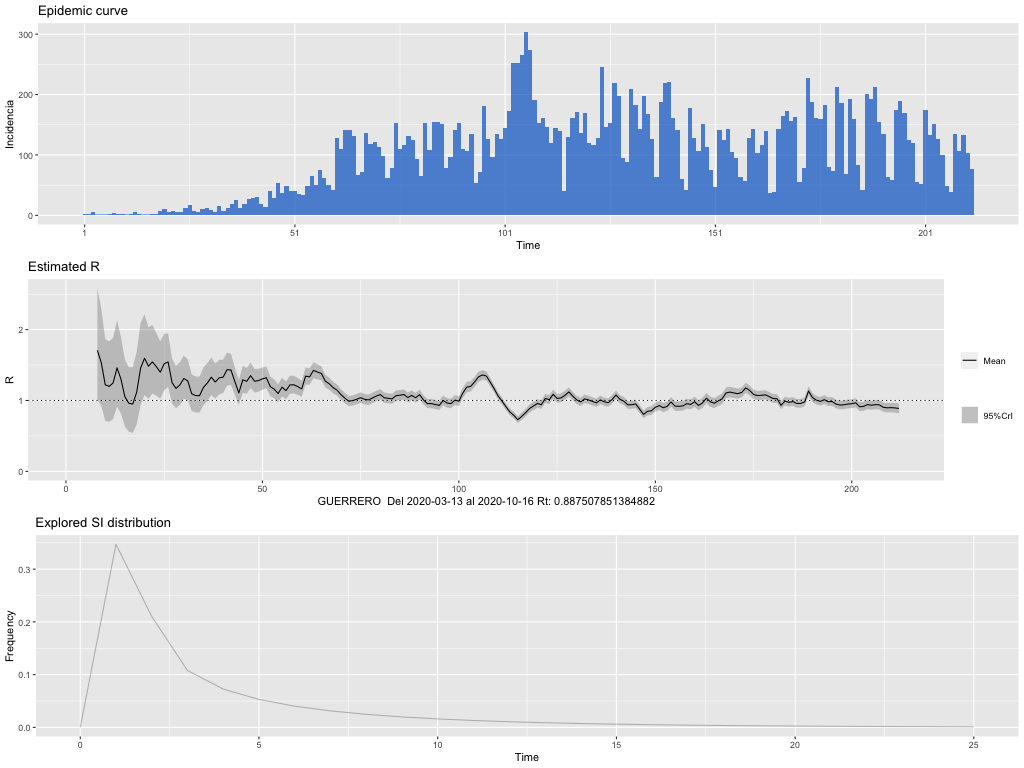 Epidemic curve
300
200
100
0
Incidencia
1 51 101 151 201
Time
Estimated R
2
1
0
R
Mean
95%CrI
0 50 100 150 200
GUERRERO Del 2020-03-13 al 2020-10-16 Rt: 0.887507851384882
Explored SI distribution
0.3
0.2
0.1
0.0
Frequency
0 5 10 15 20 25
Time